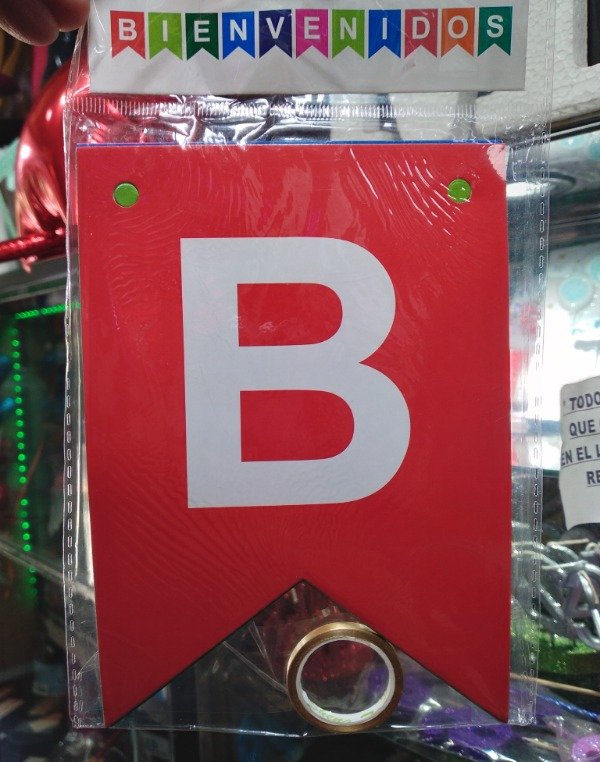 BIENVENIDOS
B
TODO
QUE
EN EL L
RE